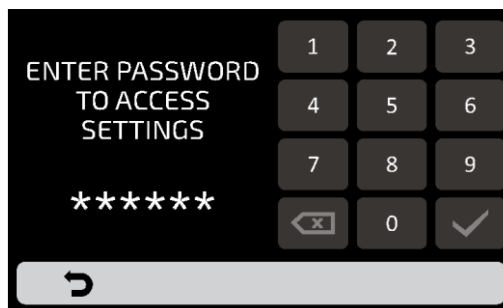 ENTER PASSWORD
TO ACCESS
SETTINGS
******
1 2 3
4 5 6
7 8 9
0